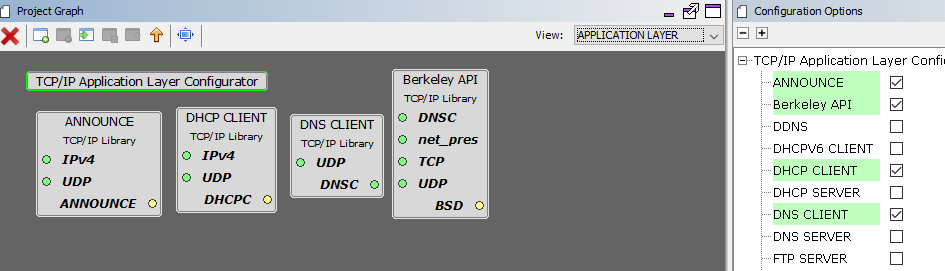 Project Graph
View: APPLICATION LAYER
TCP/IP Application Layer Configurator
ANNOUNCE
TCP/IP Library
IPv4
UDP
ANNOUNCE
DHCP CLIENT
TCP/IP Library
IPv4
UDP
DHCPC
DNS CLIENT
TCP/IP Library
UDP
DNSC
Berkeley API
TCP/IP Library
DNSC
net_pres
TCP
UDP
BSD
Configuration Options
TCP/IP Application Layer Confi
ANNOUNCE
Berkeley API
DDNS
DHCPV6 CLIENT
DHCP CLIENT
DHCP SERVER
DNS CLIENT
DNS SERVER
FTP SERVER